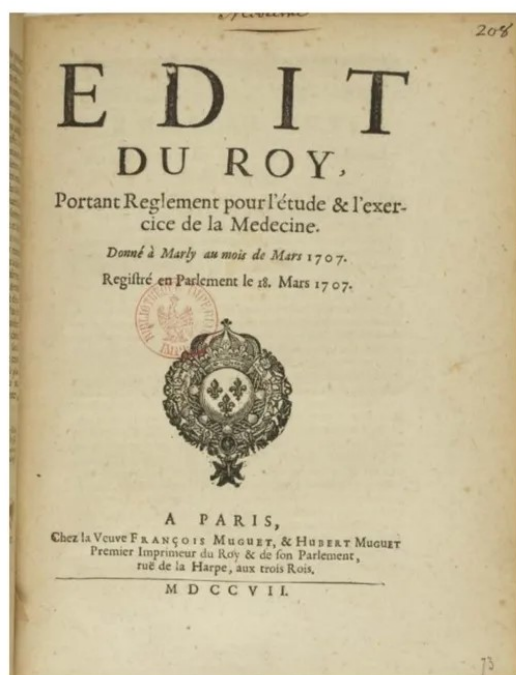 208
EDIT
DU ROY,
Portant Reglement pour l'étude & l'exer-
cice de la Medecine.
Donné à Marly au mois de Mars 1707.
Registré en Parlement le 18. Mars 1707.
A PARIS,
Chez la Veuve FRANÇOIS MUGUET, & HUBERT MUGUET
Premier Imprimeur du Roy & de son Parlement,
ruë de la Harpe, aux trois Rois.
MDCCVII.
73